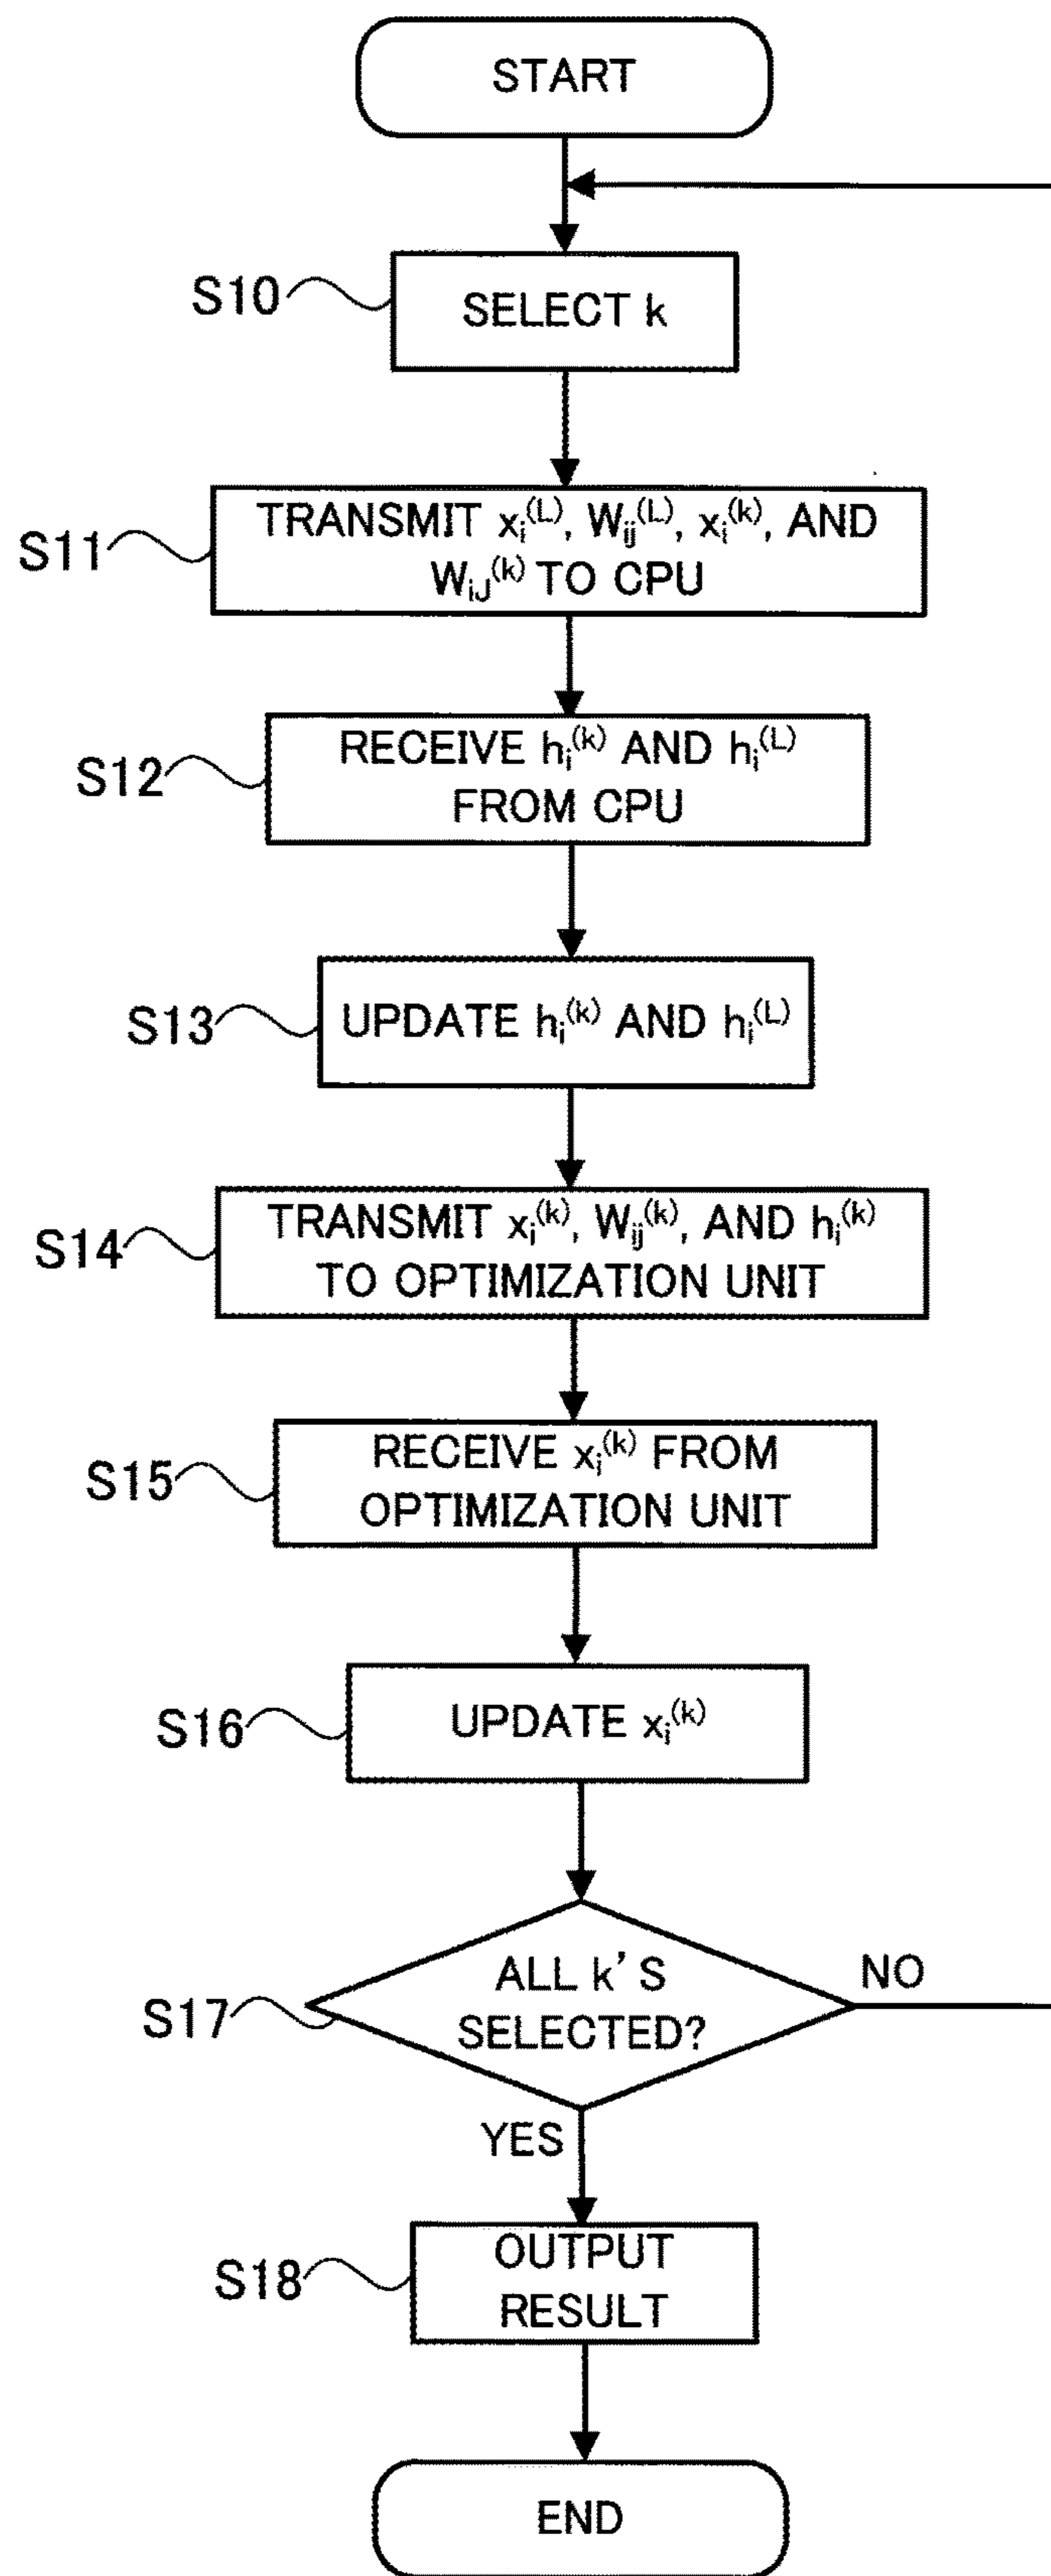 START
S10
SELECT k
S11
TRANSMIT xᵢ⁽ᴸ⁾, Wᵢⱼ⁽ᴸ⁾, xᵢ⁽ᵏ⁾, AND
W_{iJ}⁽ᵏ⁾ TO CPU
S12
RECEIVE hᵢ⁽ᵏ⁾ AND hᵢ⁽ᴸ⁾
FROM CPU
S13
UPDATE hᵢ⁽ᵏ⁾ AND hᵢ⁽ᴸ⁾
S14
TRANSMIT xᵢ⁽ᵏ⁾, Wᵢⱼ⁽ᵏ⁾, AND hᵢ⁽ᵏ⁾
TO OPTIMIZATION UNIT
S15
RECEIVE xᵢ⁽ᵏ⁾ FROM
OPTIMIZATION UNIT
S16
UPDATE xᵢ⁽ᵏ⁾
S17
ALL k'S
SELECTED?
NO
YES
S18
OUTPUT
RESULT
END